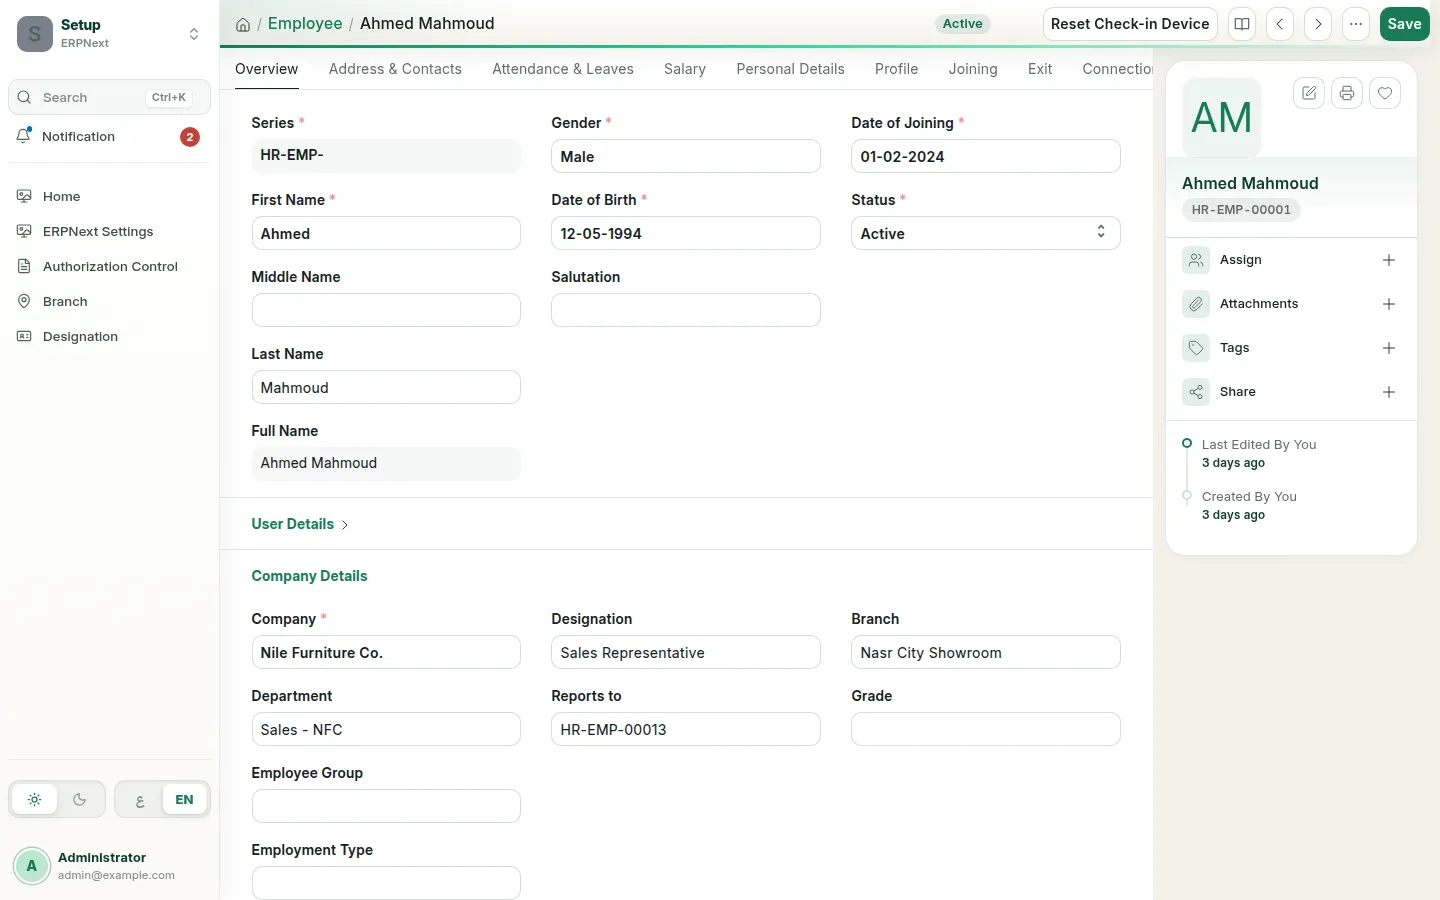 S
Setup
ERPNext
Search
Ctrl+K
Notification
2
Home
ERPNext Settings
Authorization Control
Branch
Designation
ع
EN
A
Administrator
admin@example.com
/ Employee / Ahmed Mahmoud
Active
Reset Check-in Device
Save
Overview
Address & Contacts
Attendance & Leaves
Salary
Personal Details
Profile
Joining
Exit
Connection
Series *
HR-EMP-
Gender *
Male
Date of Joining *
01-02-2024
First Name *
Ahmed
Date of Birth *
12-05-1994
Status *
Active
Middle Name
Salutation
Last Name
Mahmoud
Full Name
Ahmed Mahmoud
User Details
Company Details
Company *
Nile Furniture Co.
Designation
Sales Representative
Branch
Nasr City Showroom
Department
Sales - NFC
Reports to
HR-EMP-00013
Grade
Employee Group
Employment Type
AM
Ahmed Mahmoud
HR-EMP-00001
Assign
Attachments
Tags
Share
Last Edited By You
3 days ago
Created By You
3 days ago